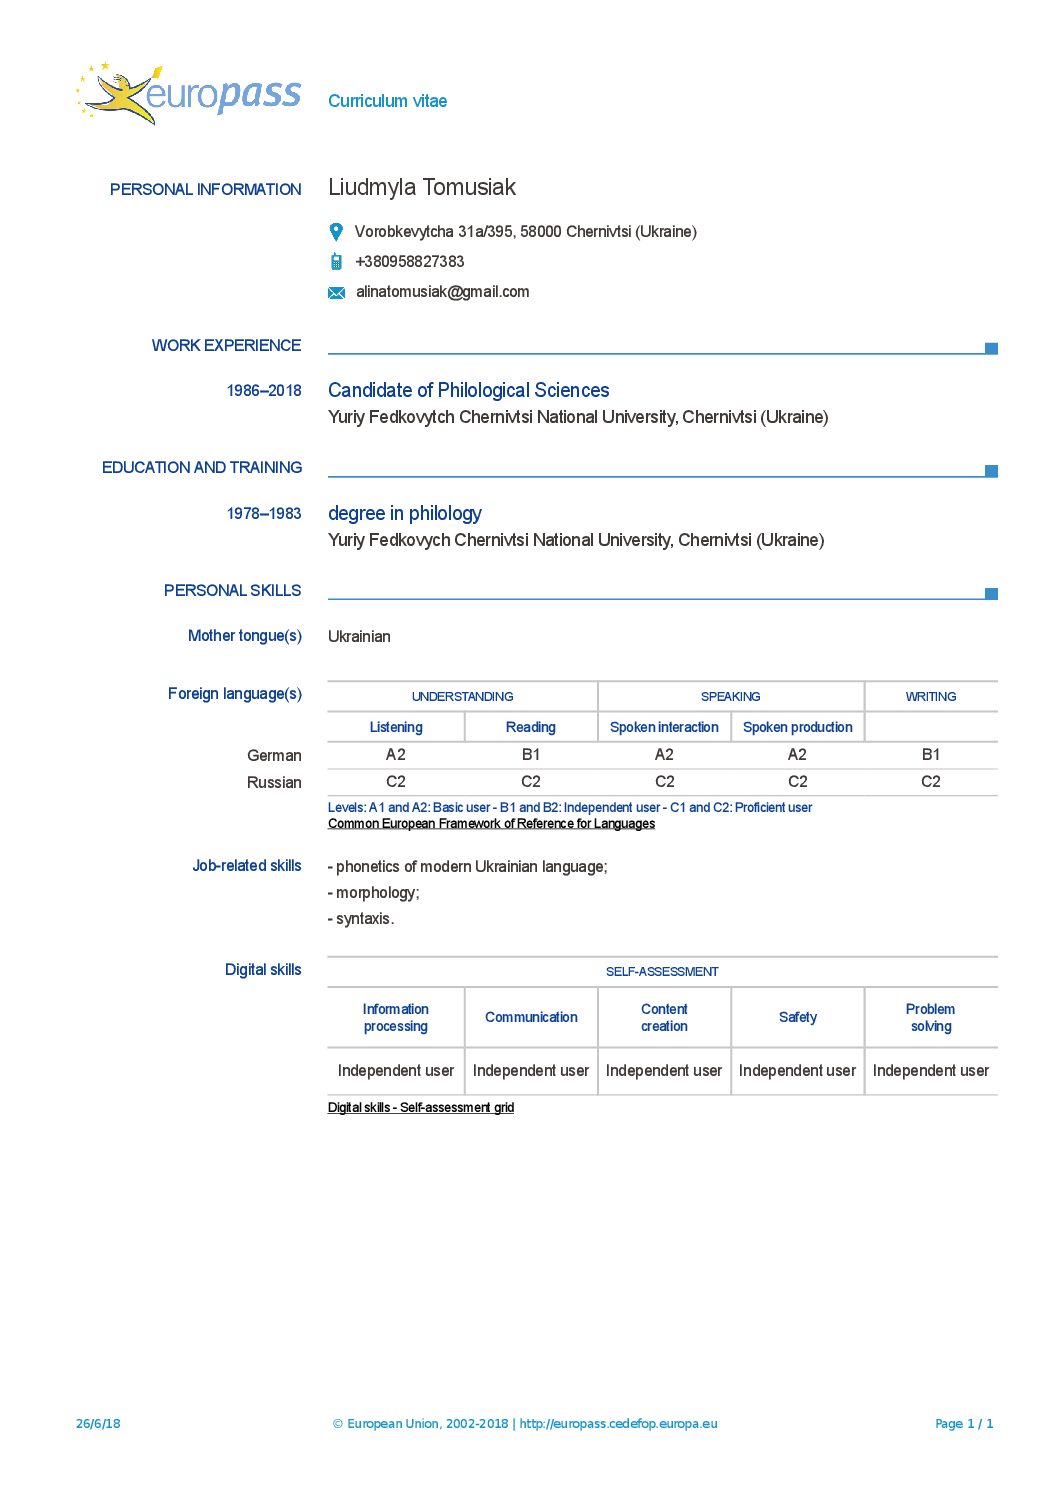 europass
Curriculum vitae
PERSONAL INFORMATION
Liudmyla Tomusiak
Vorobkevytcha 31a/395, 58000 Chernivtsi (Ukraine)
+380958827383
alinatomusiak@gmail.com
WORK EXPERIENCE
1986–2018
Candidate of Philological Sciences
Yuriy Fedkovytch Chernivtsi National University, Chernivtsi (Ukraine)
EDUCATION AND TRAINING
1978–1983
degree in philology
Yuriy Fedkovych Chernivtsi National University, Chernivtsi (Ukraine)
PERSONAL SKILLS
Mother tongue(s)
Ukrainian
Foreign language(s)
UNDERSTANDING SPEAKING WRITING
Listening Reading Spoken interaction Spoken production
German A2 B1 A2 A2 B1
Russian C2 C2 C2 C2 C2
Levels: A1 and A2: Basic user - B1 and B2: Independent user - C1 and C2: Proficient user
Common European Framework of Reference for Languages
Job-related skills
- phonetics of modern Ukrainian language;
- morphology;
- syntaxis.
Digital skills
SELF-ASSESSMENT
Information processing Communication Content creation Safety Problem solving
Independent user Independent user Independent user Independent user Independent user
Digital skills - Self-assessment grid
26/6/18 © European Union, 2002-2018 | http://europass.cedefop.europa.eu Page 1 / 1